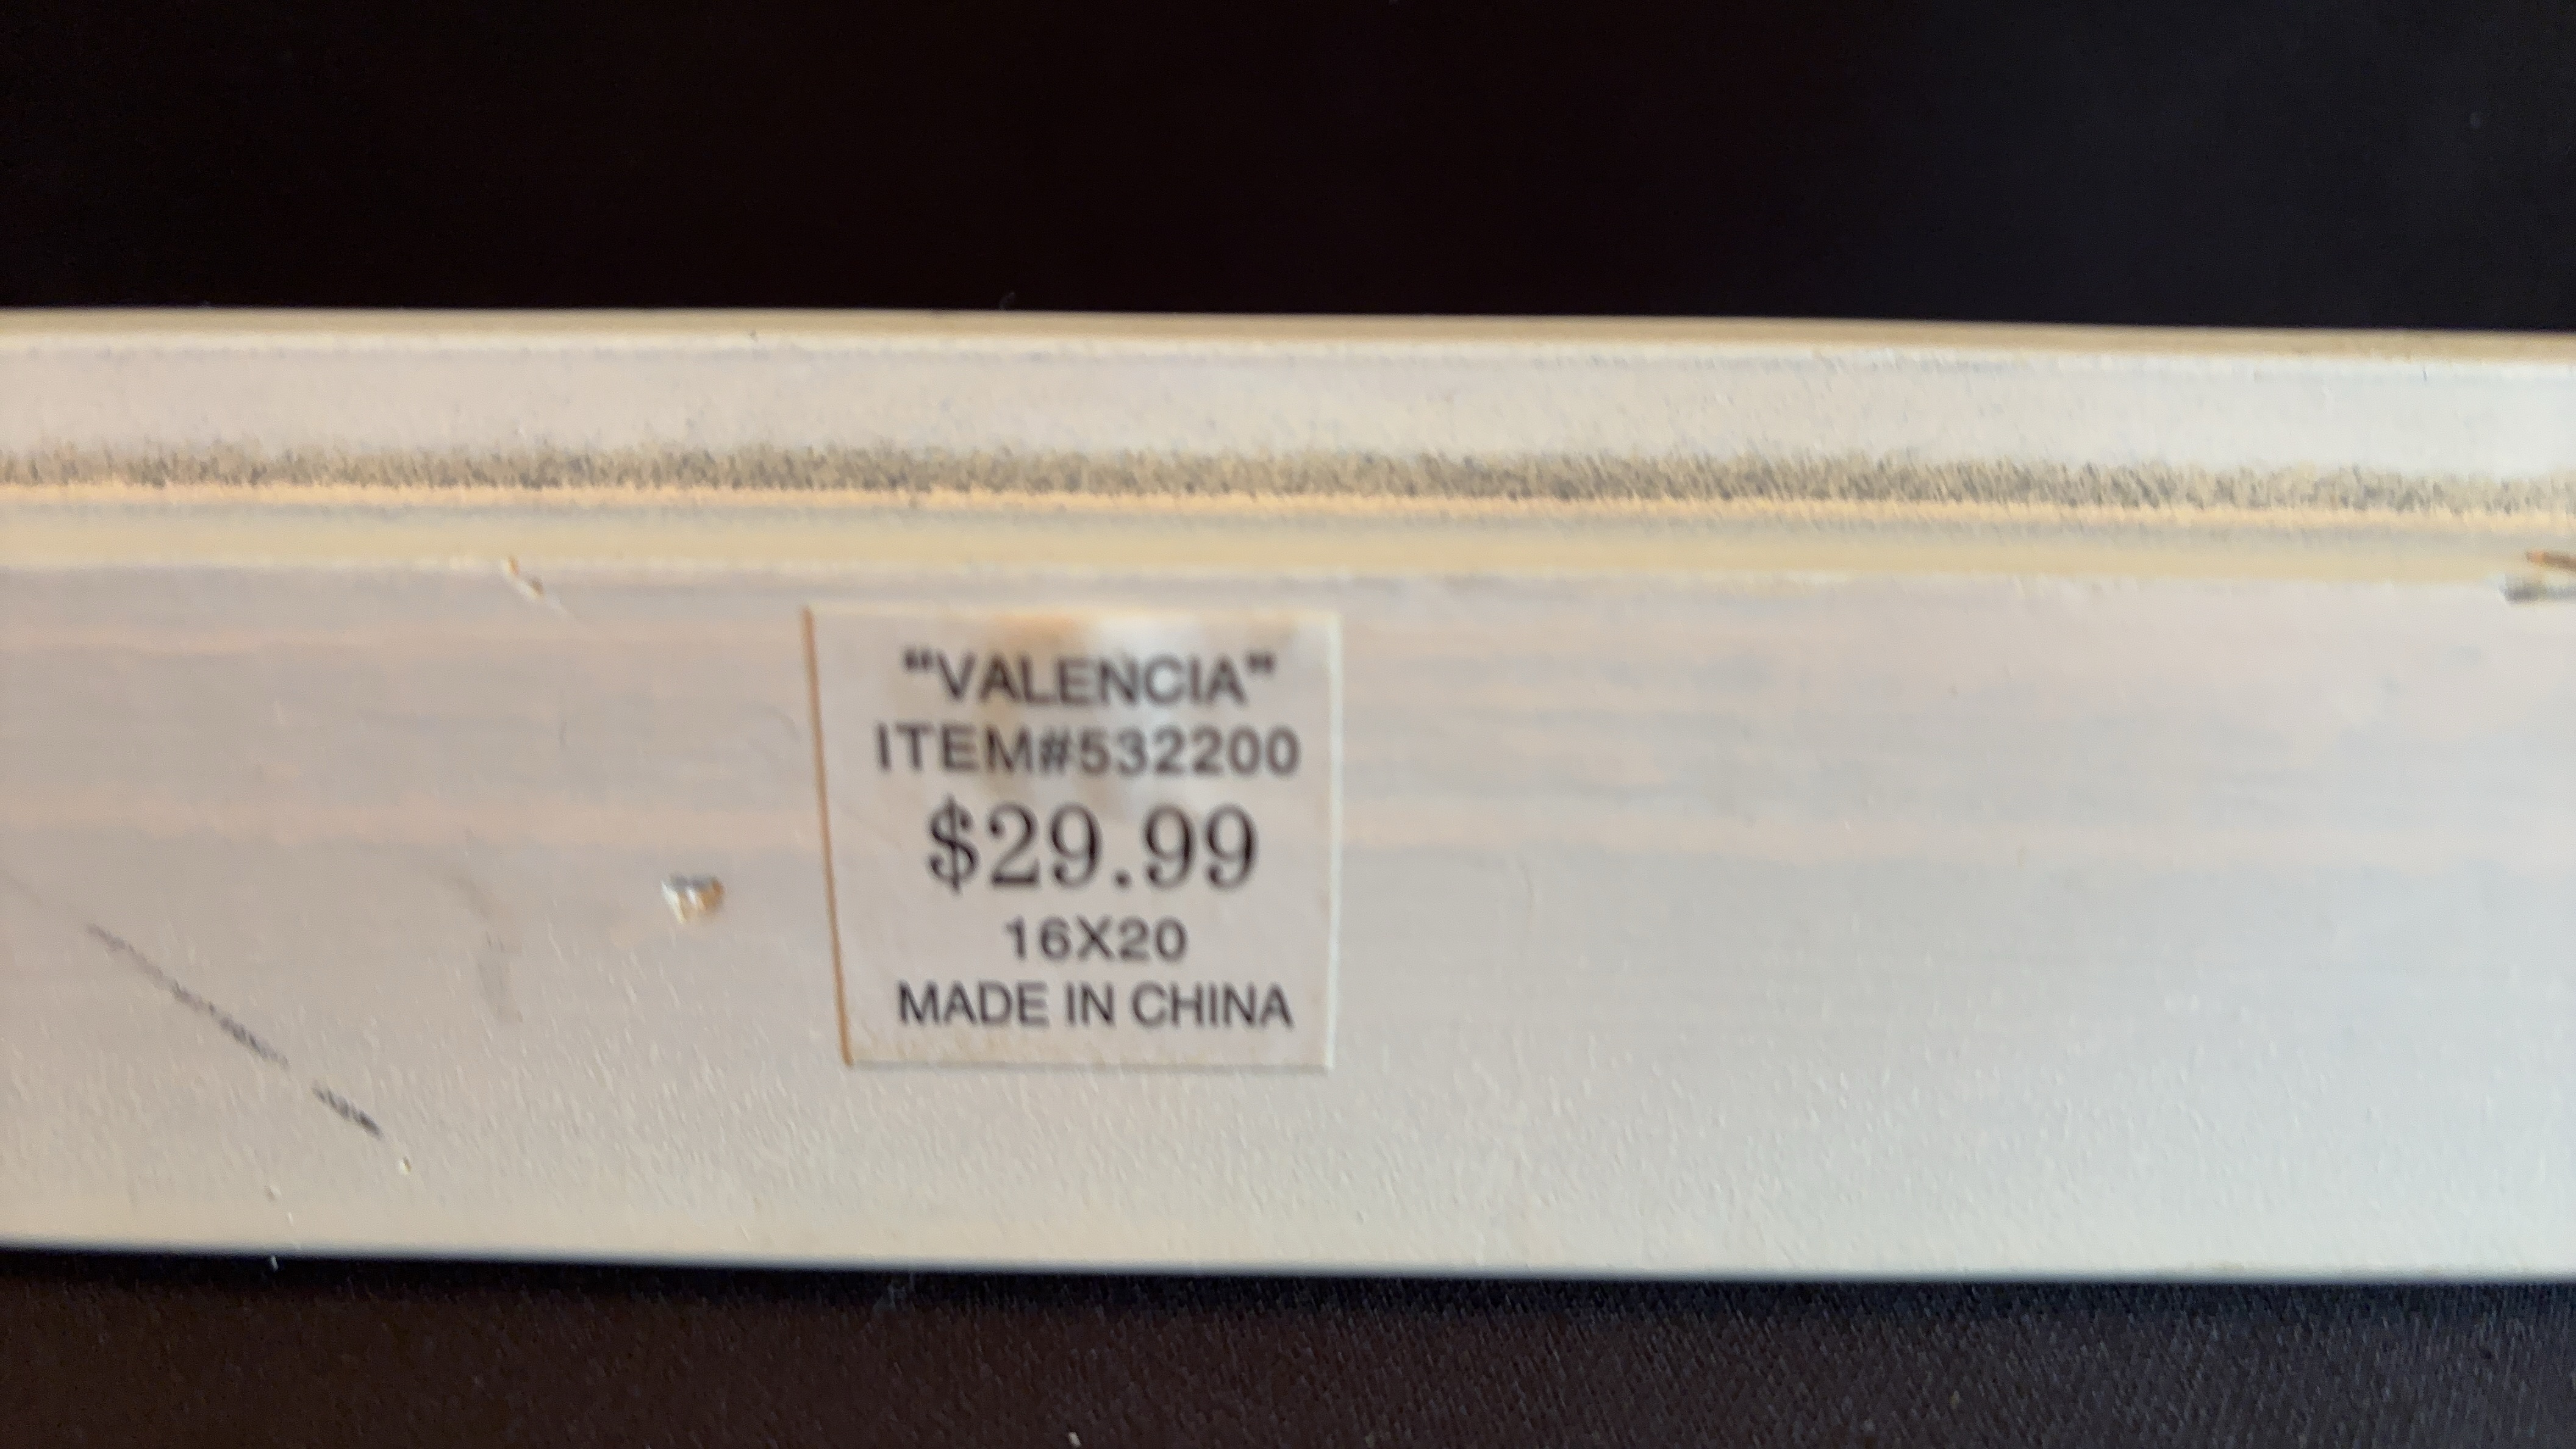 "VALENCIA"
ITEM#532200
$29.99
16X20
MADE IN CHINA